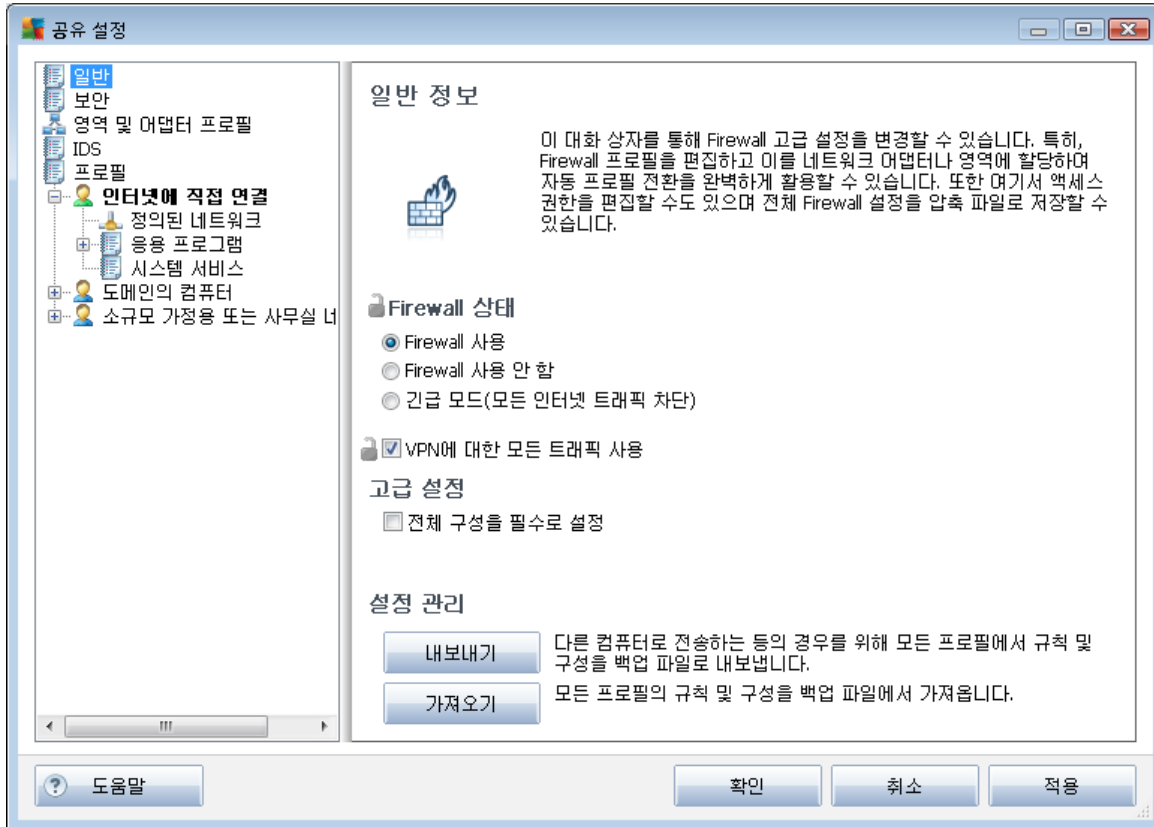 공유 설정
일반
보안
영역 및 어댑터 프로필
IDS
프로필
인터넷에 직접 연결
정의된 네트워크
응용 프로그램
시스템 서비스
도메인의 컴퓨터
소규모 가정용 또는 사무실 네
일반 정보
이 대화 상자를 통해 Firewall 고급 설정을 변경할 수 있습니다. 특히,
Firewall 프로필을 편집하고 이를 네트워크 어댑터나 영역에 할당하여
자동 프로필 전환을 완벽하게 활용할 수 있습니다. 또한 여기서 액세스
권한을 편집할 수도 있으며 전체 Firewall 설정을 압축 파일로 저장할 수
있습니다.
Firewall 상태
Firewall 사용
Firewall 사용 안 함
긴급 모드(모든 인터넷 트래픽 차단)
VPN에 대한 모든 트래픽 사용
고급 설정
전체 구성을 필수로 설정
설정 관리
내보내기
다른 컴퓨터로 전송하는 등의 경우를 위해 모든 프로필에서 규칙 및
구성을 백업 파일로 내보냅니다.
가져오기
모든 프로필의 규칙 및 구성을 백업 파일에서 가져옵니다.
도움말
확인
취소
적용